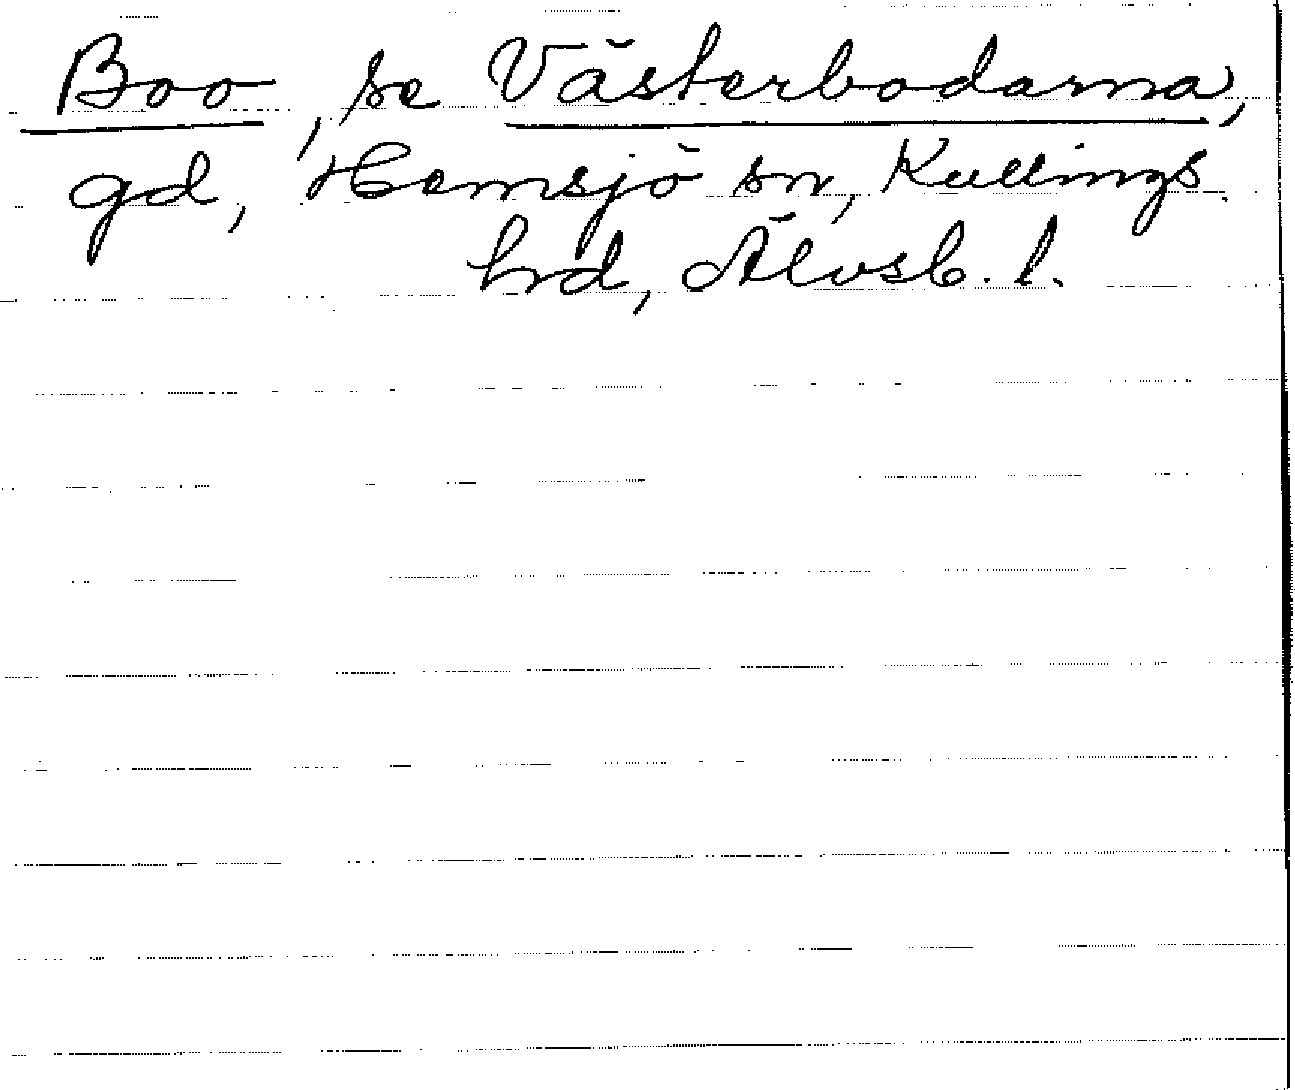 Boo, se Västerbodarna,
gd, Hemsjö sn, Kullings
hd, Älvsb. l.